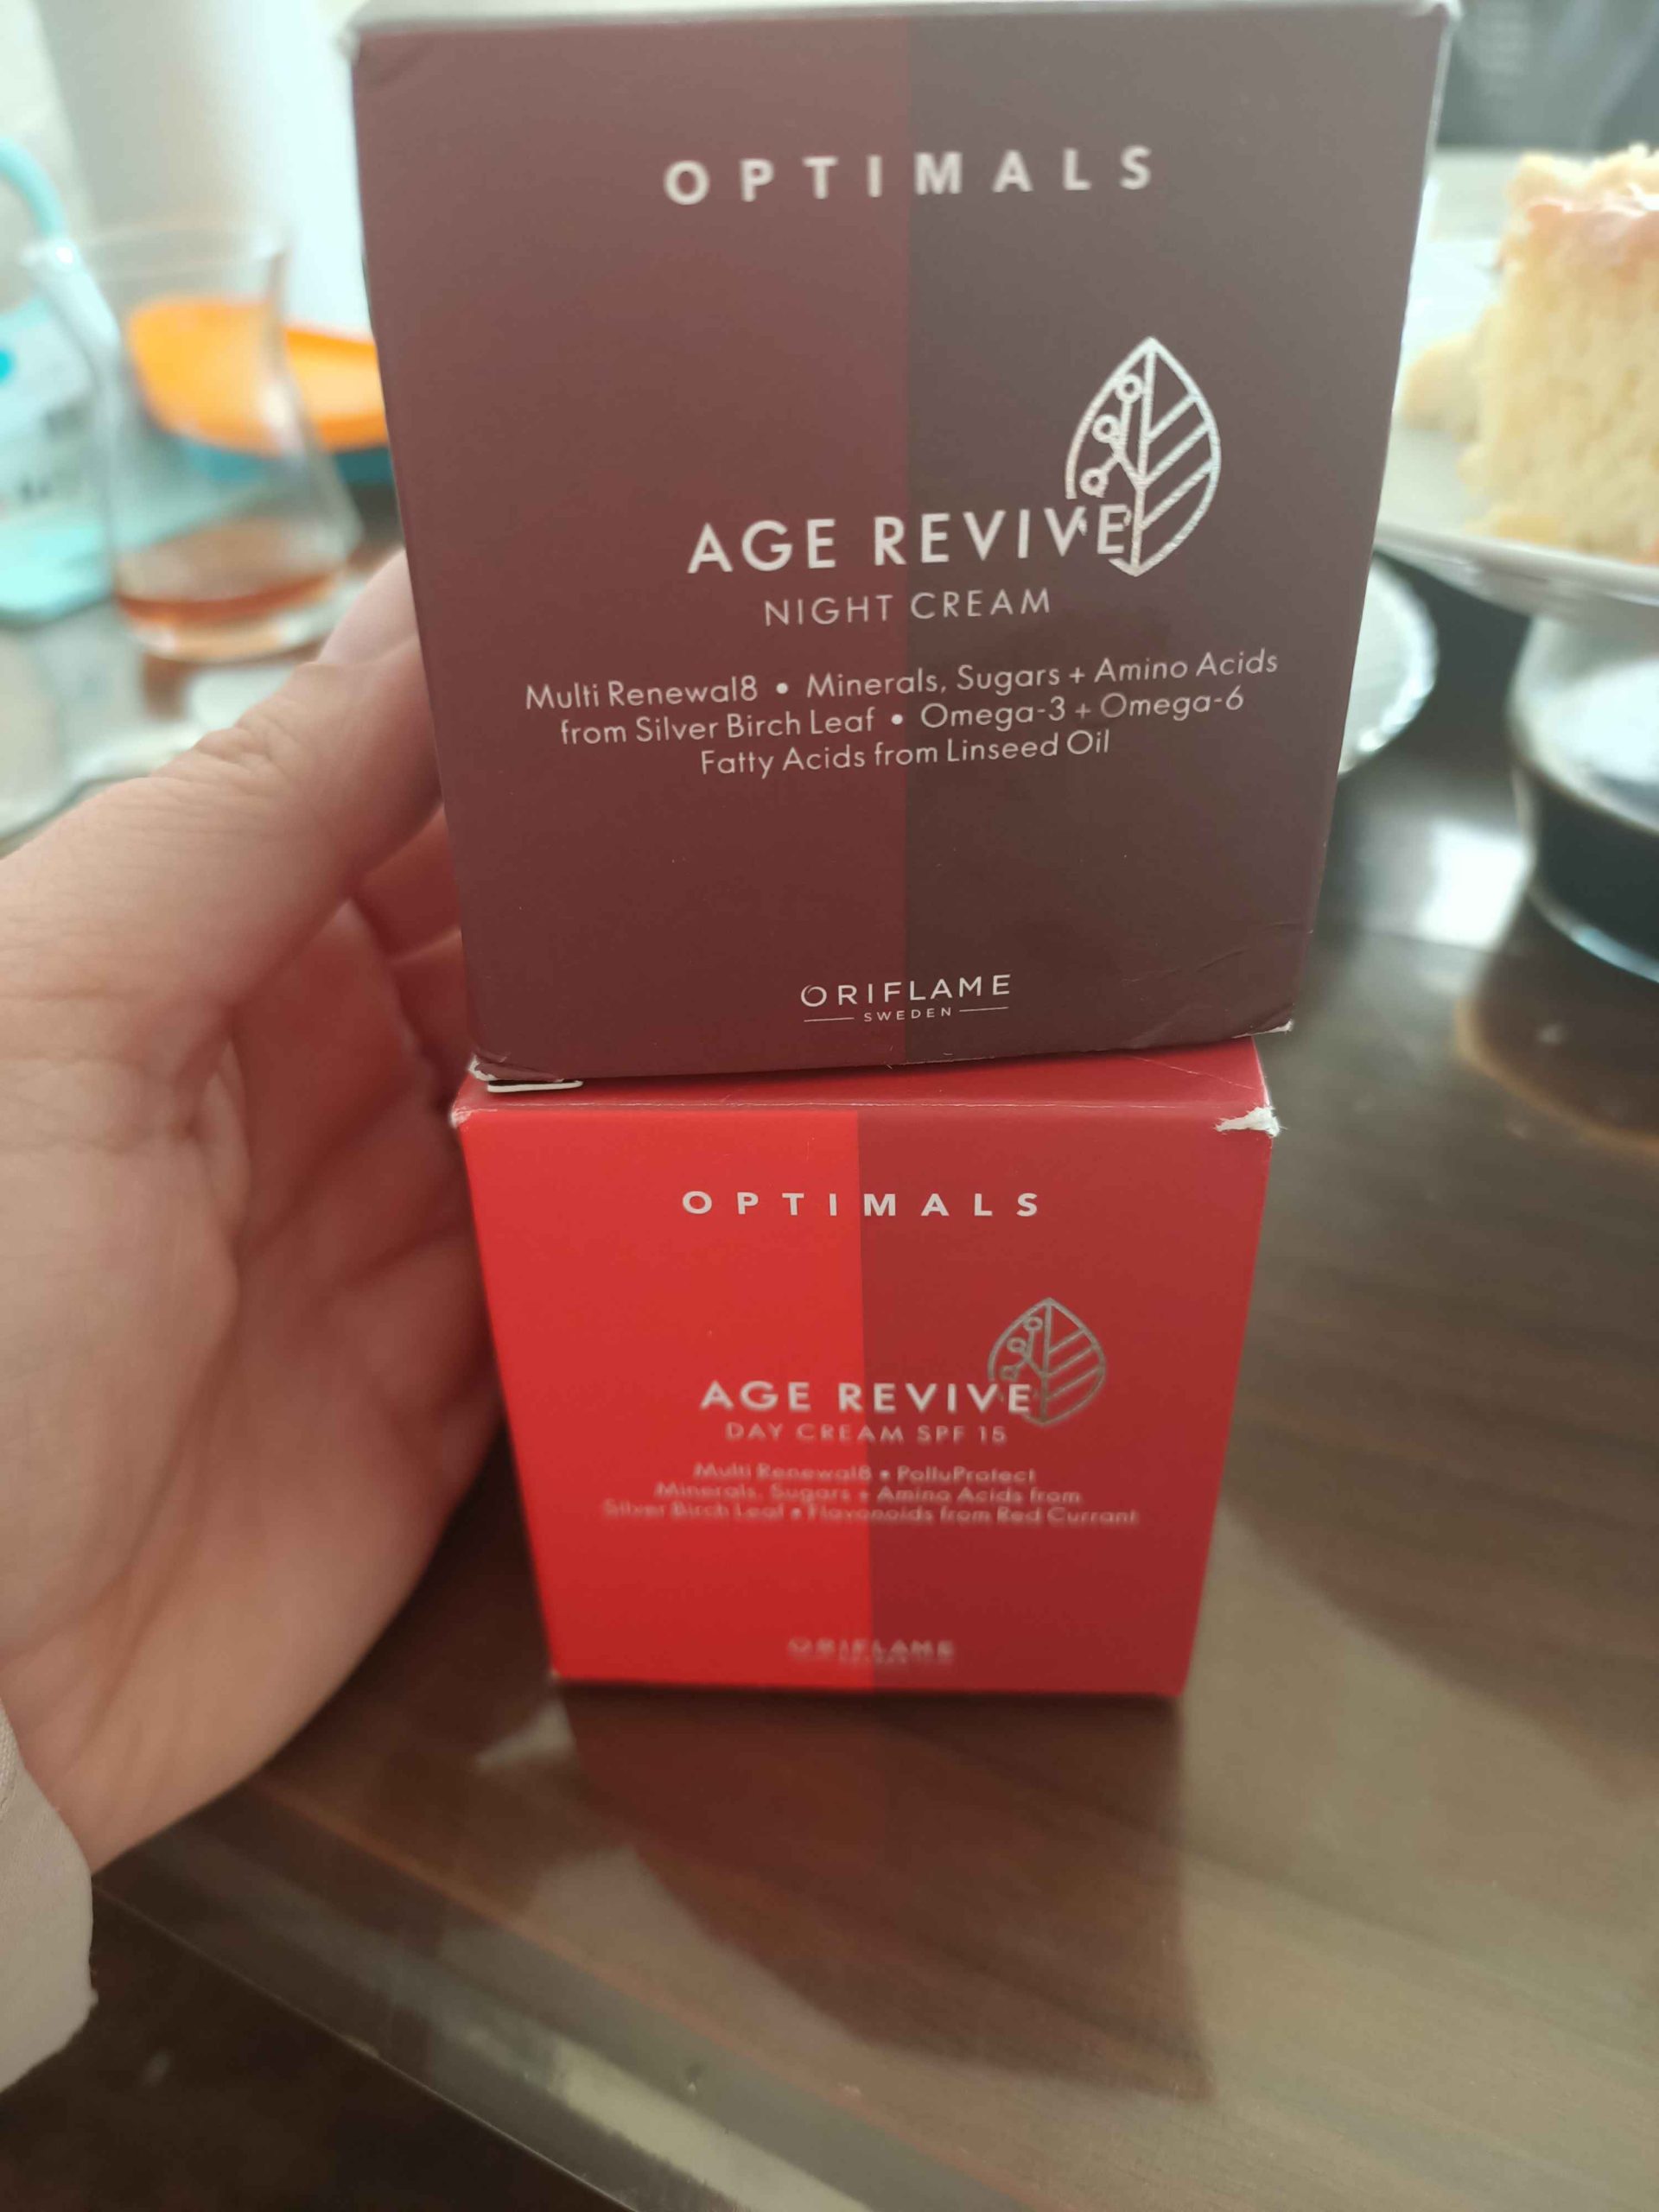 OPTIMALS
AGE REVIVE
NIGHT CREAM
Multi Renewal8 • Minerals, Sugars + Amino Acids
from Silver Birch Leaf • Omega-3 + Omega-6
Fatty Acids from Linseed Oil
ORIFLAME
SWEDEN
OPTIMALS
AGE REVIVE
DAY CREAM SPF 15
Multi Renewal8 • PolluProtect
Minerals, Sugars + Amino Acids from
Silver Birch Leaf • Flavonoids from Red Currant
ORIFLAME